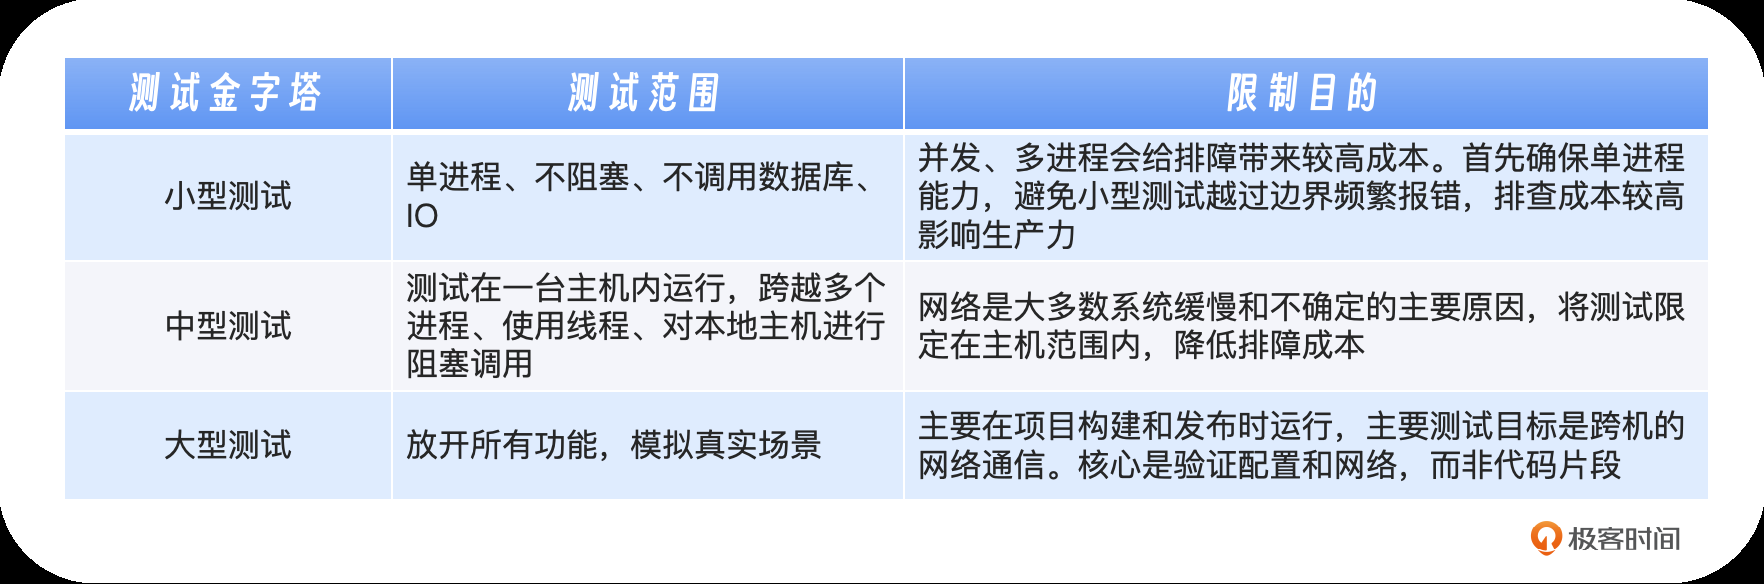 测试金字塔
测试范围
限制目的
小型测试
单进程、不阻塞、不调用数据库、
IO
并发、多进程会给排障带来较高成本。首先确保单进程
能力，避免小型测试越过边界频繁报错，排查成本较高
影响生产力
中型测试
测试在一台主机内运行，跨越多个
进程、使用线程、对本地主机进行
阻塞调用
网络是大多数系统缓慢和不确定的主要原因，将测试限
定在主机范围内，降低排障成本
大型测试
放开所有功能，模拟真实场景
主要在项目构建和发布时运行，主要测试目标是跨机的
网络通信。核心是验证配置和网络，而非代码片段
极客时间